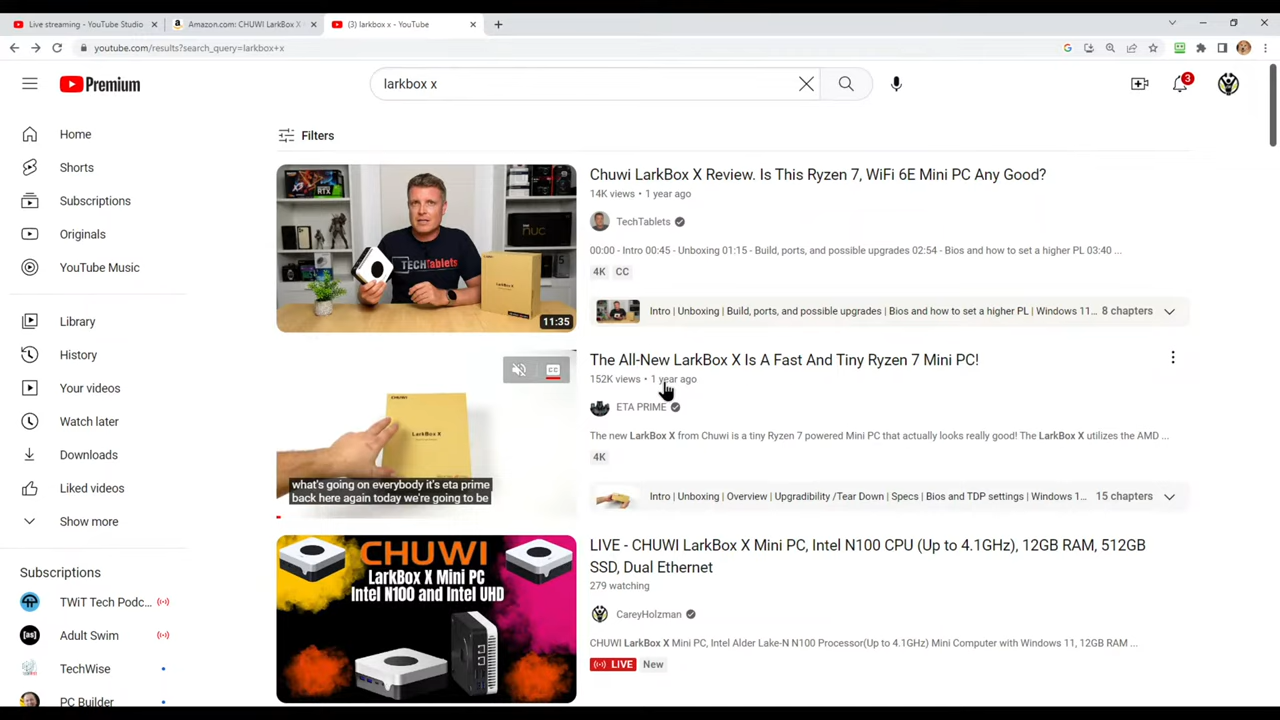 Live streaming - YouTube Studio
Amazon.com: CHUWI LarkBox X
(3) larkbox x - YouTube
youtube.com/results?search_query=larkbox+x
Premium
larkbox x
3
Home
Shorts
Subscriptions
Originals
YouTube Music
Library
History
Your videos
Watch later
Downloads
Liked videos
Show more
Subscriptions
TWiT Tech Podc...
Adult Swim
[as]
TechWise
PC Builder
Filters
TECHTABLETS
nuc
RTX
11:35
Chuwi LarkBox X Review. Is This Ryzen 7, WiFi 6E Mini PC Any Good?
14K views • 1 year ago
TechTablets
00:00 - Intro 00:45 - Unboxing 01:15 - Build, ports, and possible upgrades 02:54 - Bios and how to set a higher PL 03:40 ...
4K CC
Intro | Unboxing | Build, ports, and possible upgrades | Bios and how to set a higher PL | Windows 11... 8 chapters
CC
CHUWI
LarkBox X
what's going on everybody it's eta prime
back here again today we're going to be
The All-New LarkBox X Is A Fast And Tiny Ryzen 7 Mini PC!
152K views • 1 year ago
ETA PRIME
The new LarkBox X from Chuwi is a tiny Ryzen 7 powered Mini PC that actually looks really good! The LarkBox X utilizes the AMD ...
4K
Intro | Unboxing | Overview | Upgradibility /Tear Down | Specs | Bios and TDP settings | Windows 1... 15 chapters
CHUWI
LarkBox X Mini PC
Intel N100 and Intel UHD
LIVE - CHUWI LarkBox X Mini PC, Intel N100 CPU (Up to 4.1GHz), 12GB RAM, 512GB
SSD, Dual Ethernet
279 watching
CareyHolzman
CHUWI LarkBox X Mini PC, Intel Alder Lake-N N100 Processor(Up to 4.1GHz) Mini Computer with Windows 11, 12GB RAM...
LIVE New